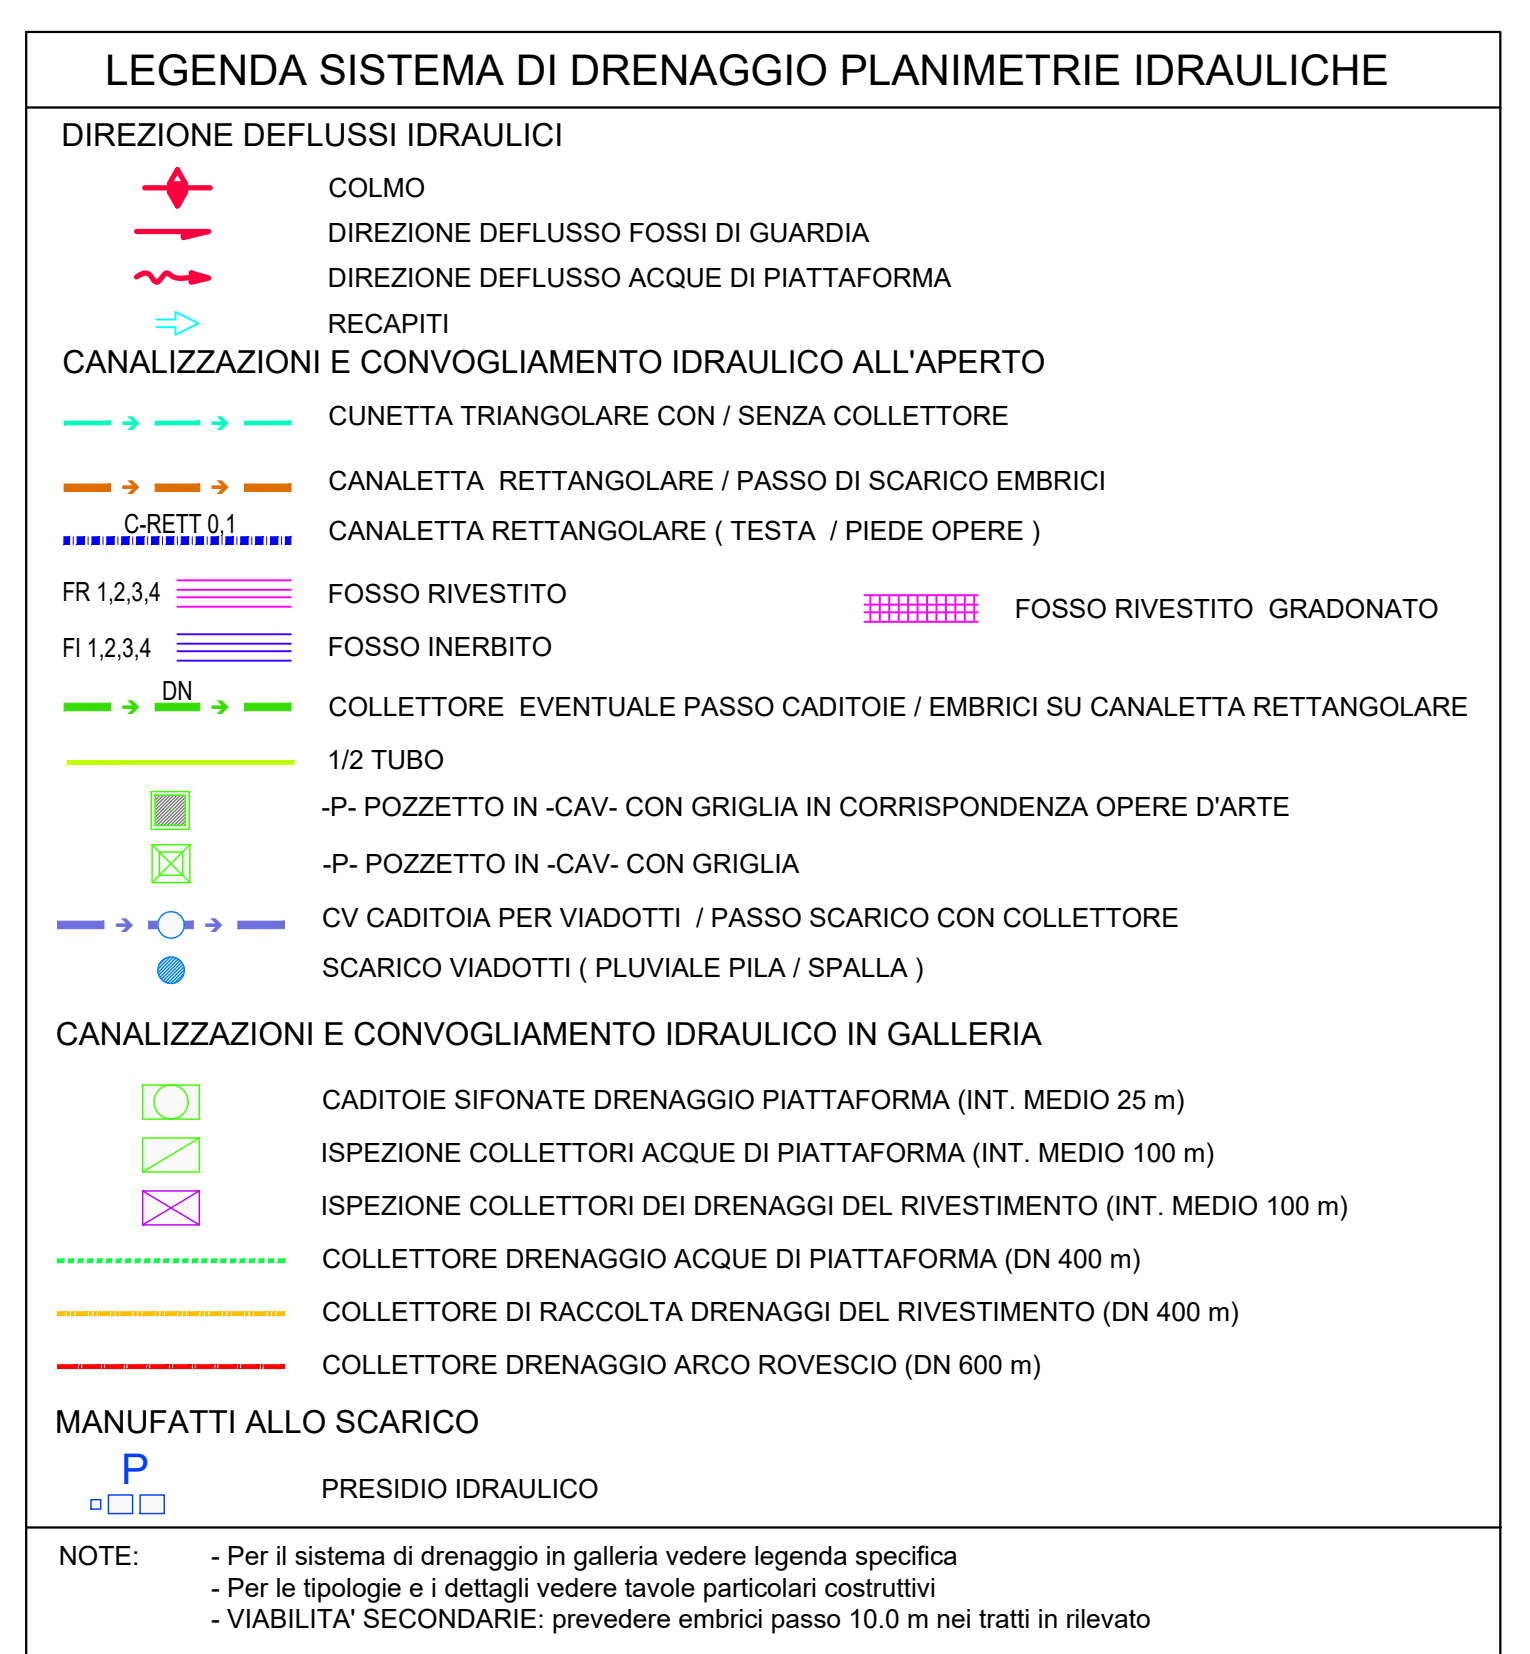 LEGENDA SISTEMA DI DRENAGGIO PLANIMETRIE IDRAULICHE
DIREZIONE DEFLUSSI IDRAULICI
COLMO
DIREZIONE DEFLUSSO FOSSI DI GUARDIA
DIREZIONE DEFLUSSO ACQUE DI PIATTAFORMA
RECAPITI
CANALIZZAZIONI E CONVOGLIAMENTO IDRAULICO ALL'APERTO
CUNETTA TRIANGOLARE CON / SENZA COLLETTORE
CANALETTA RETTANGOLARE / PASSO DI SCARICO EMBRICI
C-RETT 0,1 CANALETTA RETTANGOLARE ( TESTA / PIEDE OPERE )
FR 1,2,3,4 FOSSO RIVESTITO
FOSSO RIVESTITO GRADONATO
FI 1,2,3,4 FOSSO INERBITO
DN COLLETTORE EVENTUALE PASSO CADITOIE / EMBRICI SU CANALETTA RETTANGOLARE
1/2 TUBO
-P- POZZETTO IN -CAV- CON GRIGLIA IN CORRISPONDENZA OPERE D'ARTE
-P- POZZETTO IN -CAV- CON GRIGLIA
CV CADITOIA PER VIADOTTI / PASSO SCARICO CON COLLETTORE
SCARICO VIADOTTI ( PLUVIALE PILA / SPALLA )
CANALIZZAZIONI E CONVOGLIAMENTO IDRAULICO IN GALLERIA
CADITOIE SIFONATE DRENAGGIO PIATTAFORMA (INT. MEDIO 25 m)
ISPEZIONE COLLETTORI ACQUE DI PIATTAFORMA (INT. MEDIO 100 m)
ISPEZIONE COLLETTORI DEI DRENAGGI DEL RIVESTIMENTO (INT. MEDIO 100 m)
COLLETTORE DRENAGGIO ACQUE DI PIATTAFORMA (DN 400 m)
COLLETTORE DI RACCOLTA DRENAGGI DEL RIVESTIMENTO (DN 400 m)
COLLETTORE DRENAGGIO ARCO ROVESCIO (DN 600 m)
MANUFATTI ALLO SCARICO
P
PRESIDIO IDRAULICO
NOTE: - Per il sistema di drenaggio in galleria vedere legenda specifica
- Per le tipologie e i dettagli vedere tavole particolari costruttivi
- VIABILITA' SECONDARIE: prevedere embrici passo 10.0 m nei tratti in rilevato